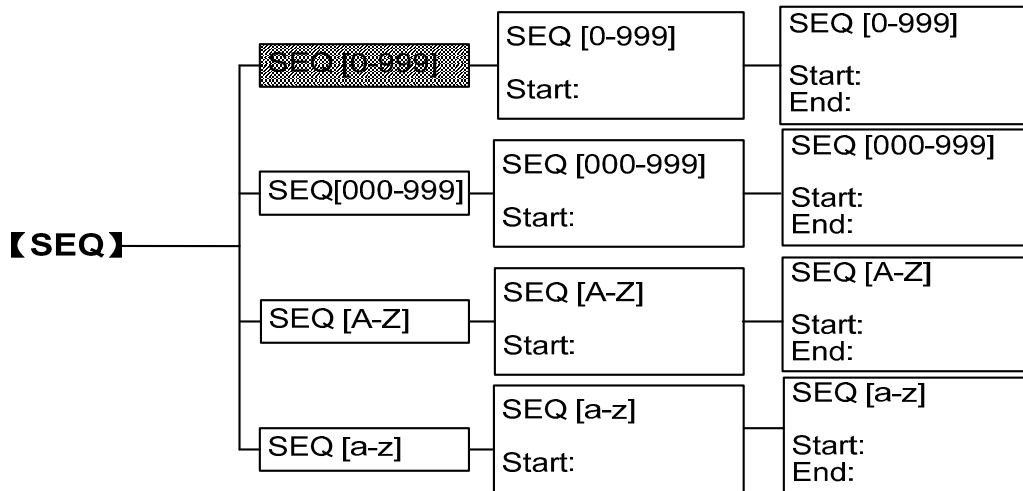 【SEQ】
SEQ [0-999]
SEQ [0-999]
Start:
SEQ [0-999]
Start:
End:
SEQ[000-999]
SEQ [000-999]
Start:
SEQ [000-999]
Start:
End:
SEQ [A-Z]
SEQ [A-Z]
Start:
SEQ [A-Z]
Start:
End:
SEQ [a-z]
SEQ [a-z]
Start:
SEQ [a-z]
Start:
End: